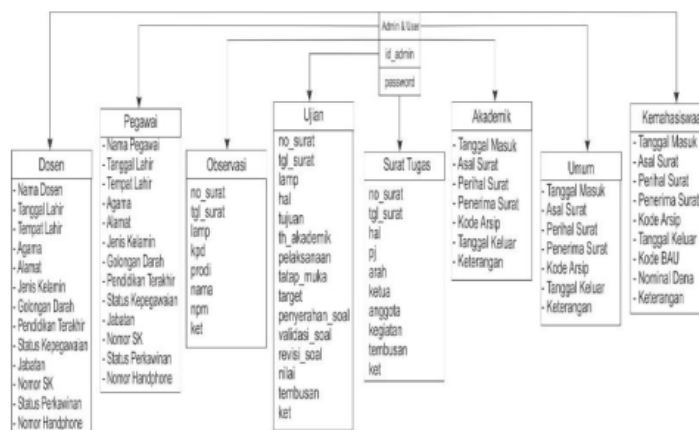 Admin & User
id_admin
password
Dosen
- Nama Dosen
- Tanggal Lahir
- Tempat Lahir
- Agama
- Alamat
- Jenis Kelamin
- Golongan Darah
- Pendidikan Terakhir
- Status Kepegawaian
- Jabatan
- Nomor SK
- Status Perkawinan
- Nomor Handphone
Pegawai
- Nama Pegawai
- Tanggal Lahir
- Tempat Lahir
- Agama
- Alamat
- Jenis Kelamin
- Golongan Darah
- Pendidikan Terakhir
- Status Kepegawaian
- Jabatan
- Nomor SK
- Status Perkawinan
- Nomor Handphone
Observasi
no_surat
tgl_surat
lamp
kpd
prodi
nama
npm
ket
Ujian
no_surat
tgl_surat
lamp
hal
tujuan
th_akademik
pelaksanaan
tatap_muka
target
penyerahan_soal
validasi_soal
revisi_soal
nilai
tembusan
ket
Surat Tugas
no_surat
tgl_surat
hal
pj
arah
ketua
anggota
kegiatan
tembusan
ket
Akademik
- Tanggal Masuk
- Asal Surat
- Perihal Surat
- Penerima Surat
- Kode Arsip
- Tanggal Keluar
- Keterangan
Umum
- Tanggal Masuk
- Asal Surat
- Perihal Surat
- Penerima Surat
- Kode Arsip
- Tanggal Keluar
- Keterangan
Kemahasiswaa
- Tanggal Masuk
- Asal Surat
- Perihal Surat
- Penerima Surat
- Kode Arsip
- Tanggal Keluar
- Kode BAU
- Nominal Dana
- Keterangan